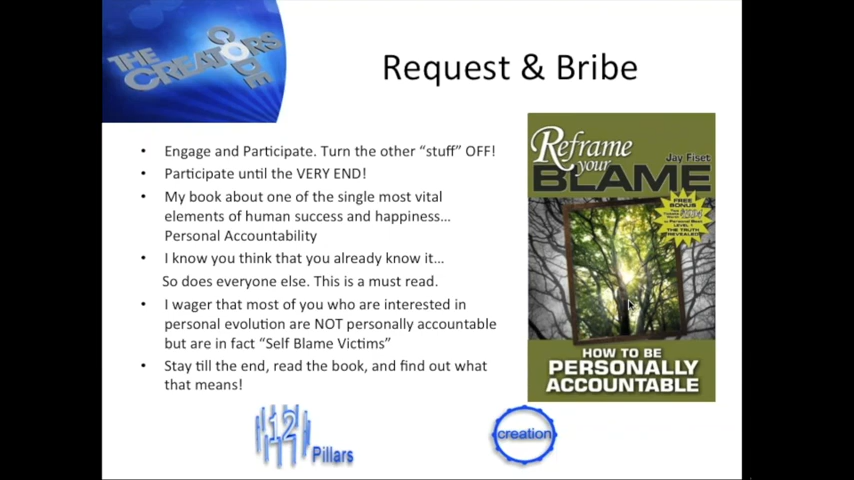 THE
CREATORS
CODE
Request & Bribe
• Engage and Participate. Turn the other “stuff” OFF!
• Participate until the VERY END!
• My book about one of the single most vital
elements of human success and happiness...
Personal Accountability
• I know you think that you already know it...
So does everyone else. This is a must read.
• I wager that most of you who are interested in
personal evolution are NOT personally accountable
but are in fact “Self Blame Victims”
• Stay till the end, read the book, and find out what
that means!
Reframe
your
Jay Fiset
BLAME
FREE
BONUS
LEVEL 1
THE TRUTH
REVEALED
HOW TO BE
PERSONALLY
ACCOUNTABLE
12
Pillars
creation